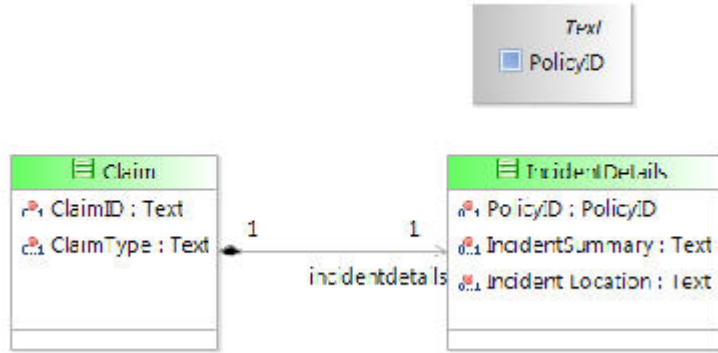 Text
PolicyID
Claim
ClaimID : Text
ClaimType : Text
1
1
incidentdetails
IncidentDetails
PolicyID : PolicyID
IncidentSummary : Text
Incident Location : Text